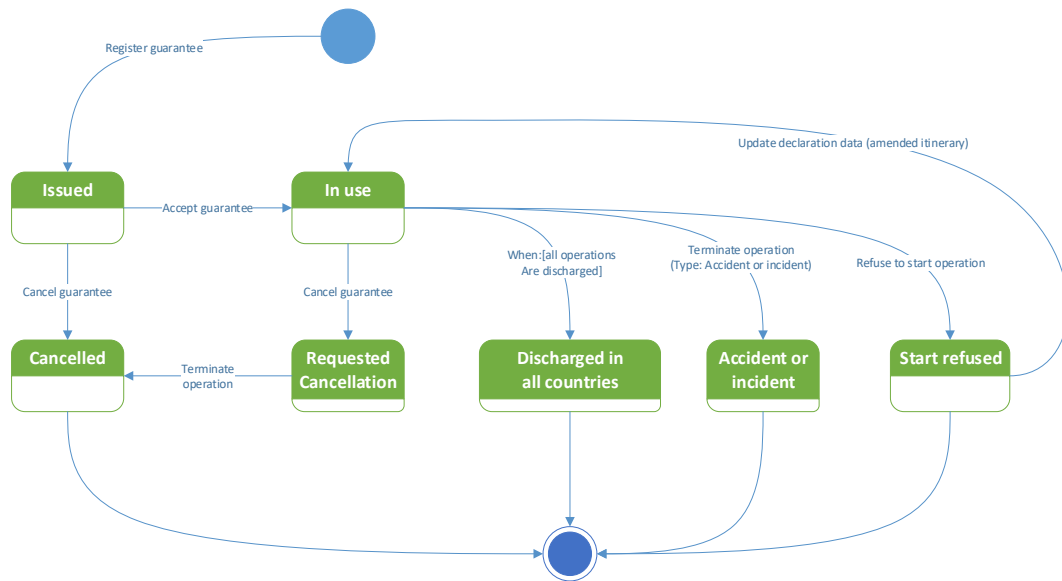 Register guarantee
Update declaration data (amended itinerary)
Issued
In use
Accept guarantee
When:[all operations
Are discharged]
Terminate operation
(Type: Accident or incident)
Refuse to start operation
Cancel guarantee
Cancel guarantee
Cancelled
Requested
Cancellation
Discharged in
all countries
Accident or
incident
Start refused
Terminate
operation